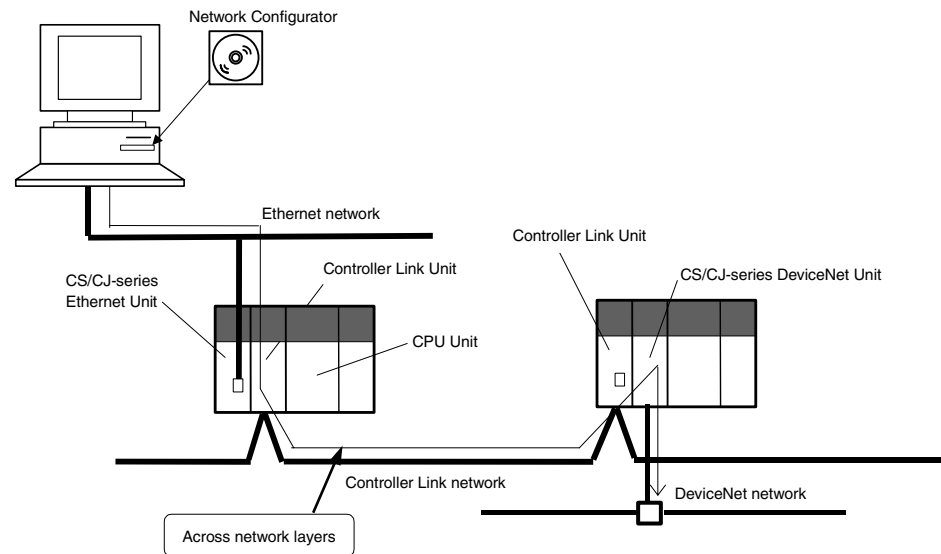 Network Configurator
Ethernet network
Controller Link Unit
CS/CJ-series
Ethernet Unit
Controller Link Unit
CS/CJ-series DeviceNet Unit
CPU Unit
Controller Link network
DeviceNet network
Across network layers